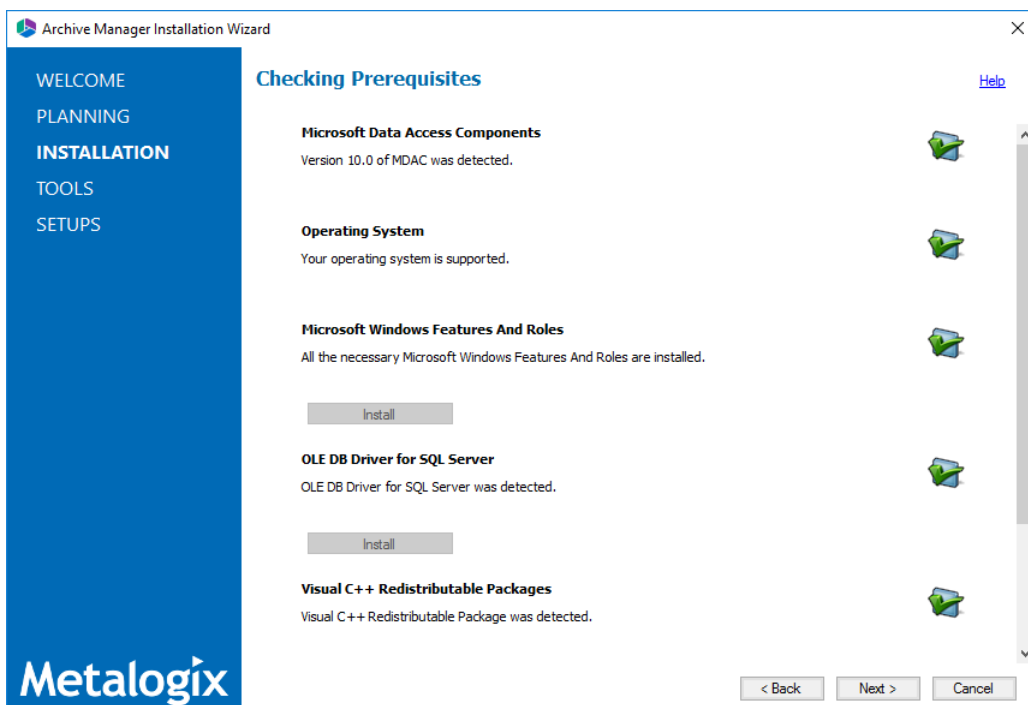 Archive Manager Installation Wizard
WELCOME
PLANNING
INSTALLATION
TOOLS
SETUPS
Metalogix
Checking Prerequisites
Help
Microsoft Data Access Components
Version 10.0 of MDAC was detected.
Operating System
Your operating system is supported.
Microsoft Windows Features And Roles
All the necessary Microsoft Windows Features And Roles are installed.
Install
OLE DB Driver for SQL Server
OLE DB Driver for SQL Server was detected.
Install
Visual C++ Redistributable Packages
Visual C++ Redistributable Package was detected.
< Back
Next >
Cancel